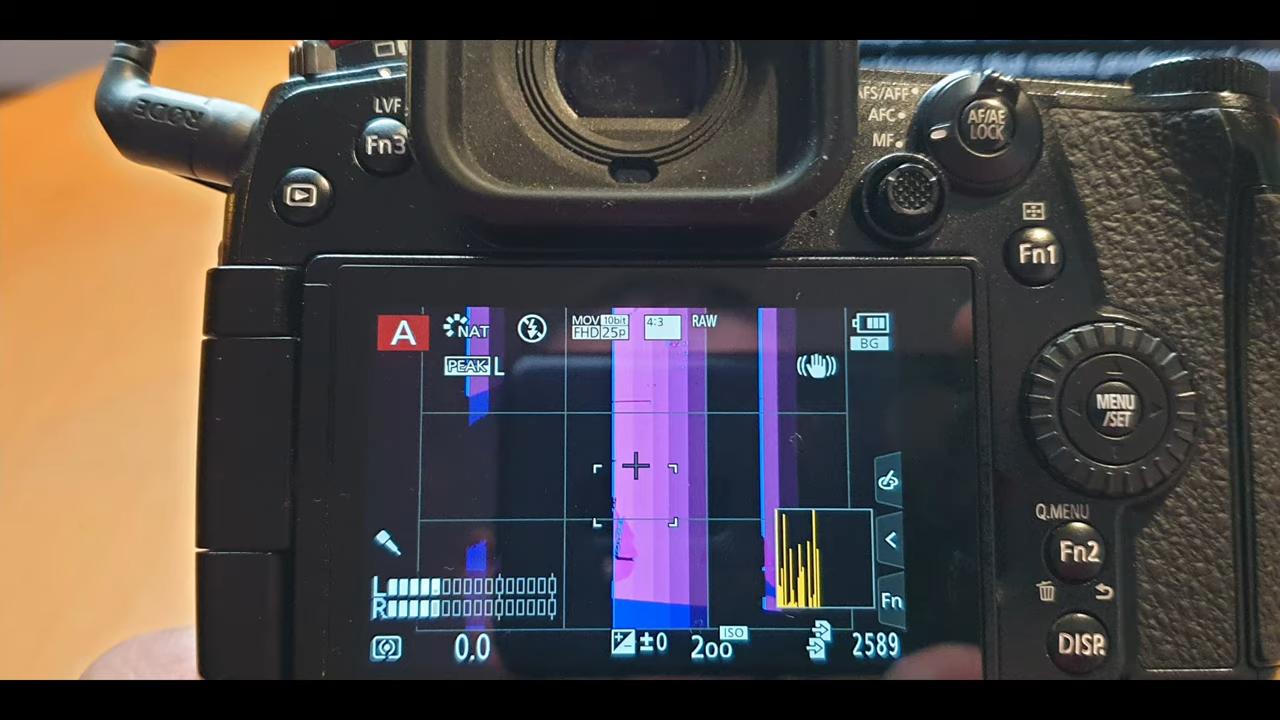 RODE
LVF
Fn3
AFS/AFF
AFC
MF
AF/AE
LOCK
Fn1
A
NAT
MOV 10bit
FHD 25p
4:3
RAW
BG
PEAK L
MENU
/SET
Q.MENU
Fn2
L
R
Fn
DISP.
0.0
±0
200
ISO
2589